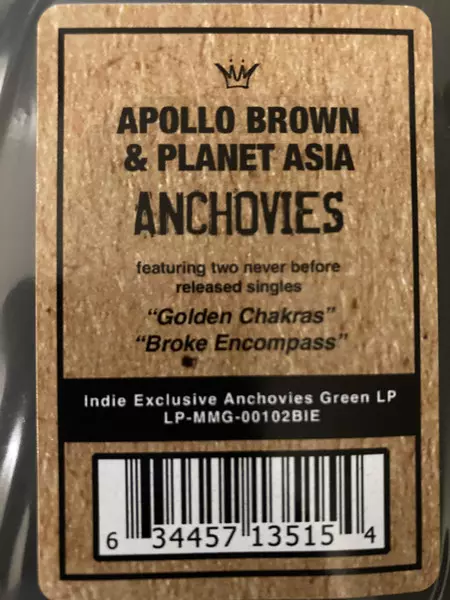 APOLLO BROWN
& PLANET ASIA
ANCHOVIES
featuring two never before
released singles
“Golden Chakras”
“Broke Encompass”
Indie Exclusive Anchovies Green LP
LP-MMG-00102BIE
6 34457 13515 4